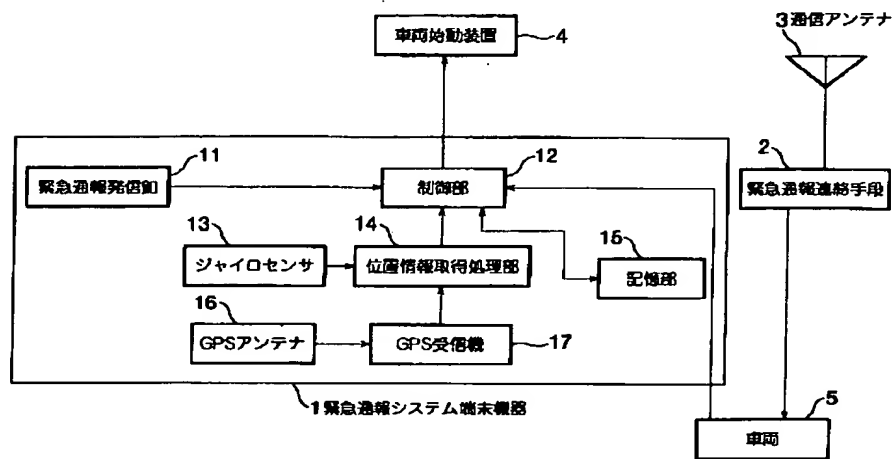 車両始動装置
4
3 通信アンテナ
11
緊急通報発信釦
12
制御部
2
緊急通報連絡手段
13
ジャイロセンサ
14
位置情報取得処理部
15
記憶部
16
GPSアンテナ
GPS受信機
17
1 緊急通報システム端末機器
5
車両